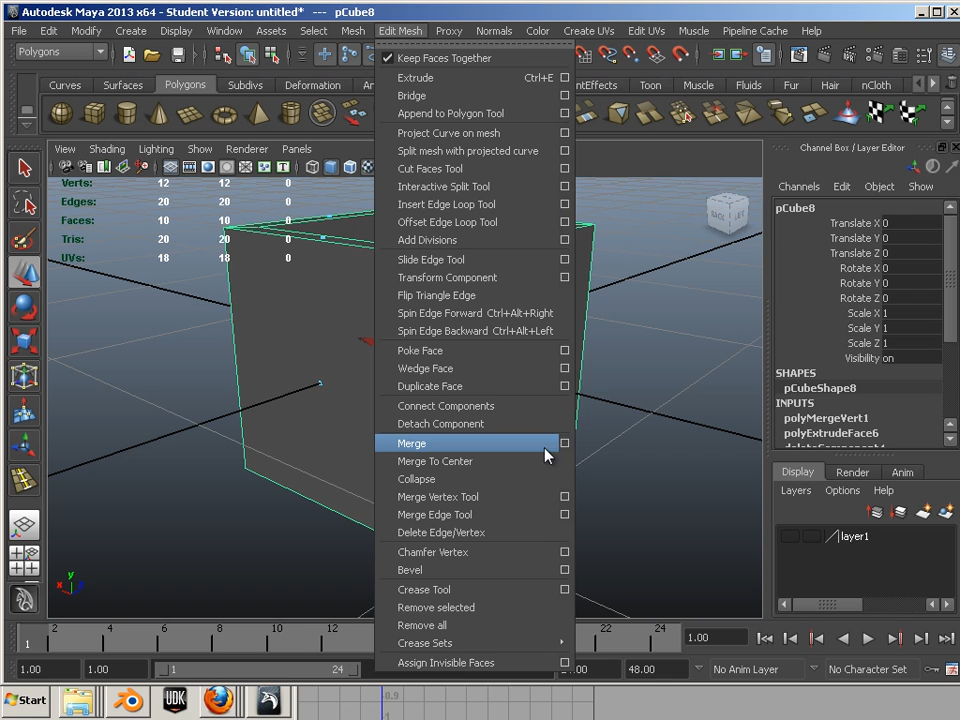 Autodesk Maya 2013 x64 - Student Version: untitled* --- pCube8
File Edit Modify Create Display Window Assets Select Mesh Edit Mesh Proxy Normals Color Create UVs Edit UVs Muscle Pipeline Cache Help
Polygons
Curves Surfaces Polygons Subdivs Deformation Toon Muscle Fluids Fur Hair nCloth
View Shading Lighting Show Renderer Panels
Verts: 12 12 0
Edges: 20 20 0
Faces: 10 10 0
Tris: 20 20 0
UVs: 18 18 0
BACK LEFT
y
x
Keep Faces Together
Extrude Ctrl+E
Bridge
Append to Polygon Tool
Project Curve on mesh
Split mesh with projected curve
Cut Faces Tool
Interactive Split Tool
Insert Edge Loop Tool
Offset Edge Loop Tool
Add Divisions
Slide Edge Tool
Transform Component
Flip Triangle Edge
Spin Edge Forward Ctrl+Alt+Right
Spin Edge Backward Ctrl+Alt+Left
Poke Face
Wedge Face
Duplicate Face
Connect Components
Detach Component
Merge
Merge To Center
Collapse
Merge Vertex Tool
Merge Edge Tool
Delete Edge/Vertex
Chamfer Vertex
Bevel
Crease Tool
Remove selected
Remove all
Crease Sets
Assign Invisible Faces
Channel Box / Layer Editor
Channels Edit Object Show
pCube8
Translate X 0
Translate Y 0
Translate Z 0
Rotate X 0
Rotate Y 0
Rotate Z 0
Scale X 1
Scale Y 1
Scale Z 1
Visibility on
SHAPES
pCubeShape8
INPUTS
polyMergeVert1
polyExtrudeFace6
Display Render Anim
Layers Options Help
layer1
1 2 4 6 8 10 12 22 24 1.00
1.00 1.00 1 24 48.00 No Anim Layer No Character Set
Start UDK 0.9